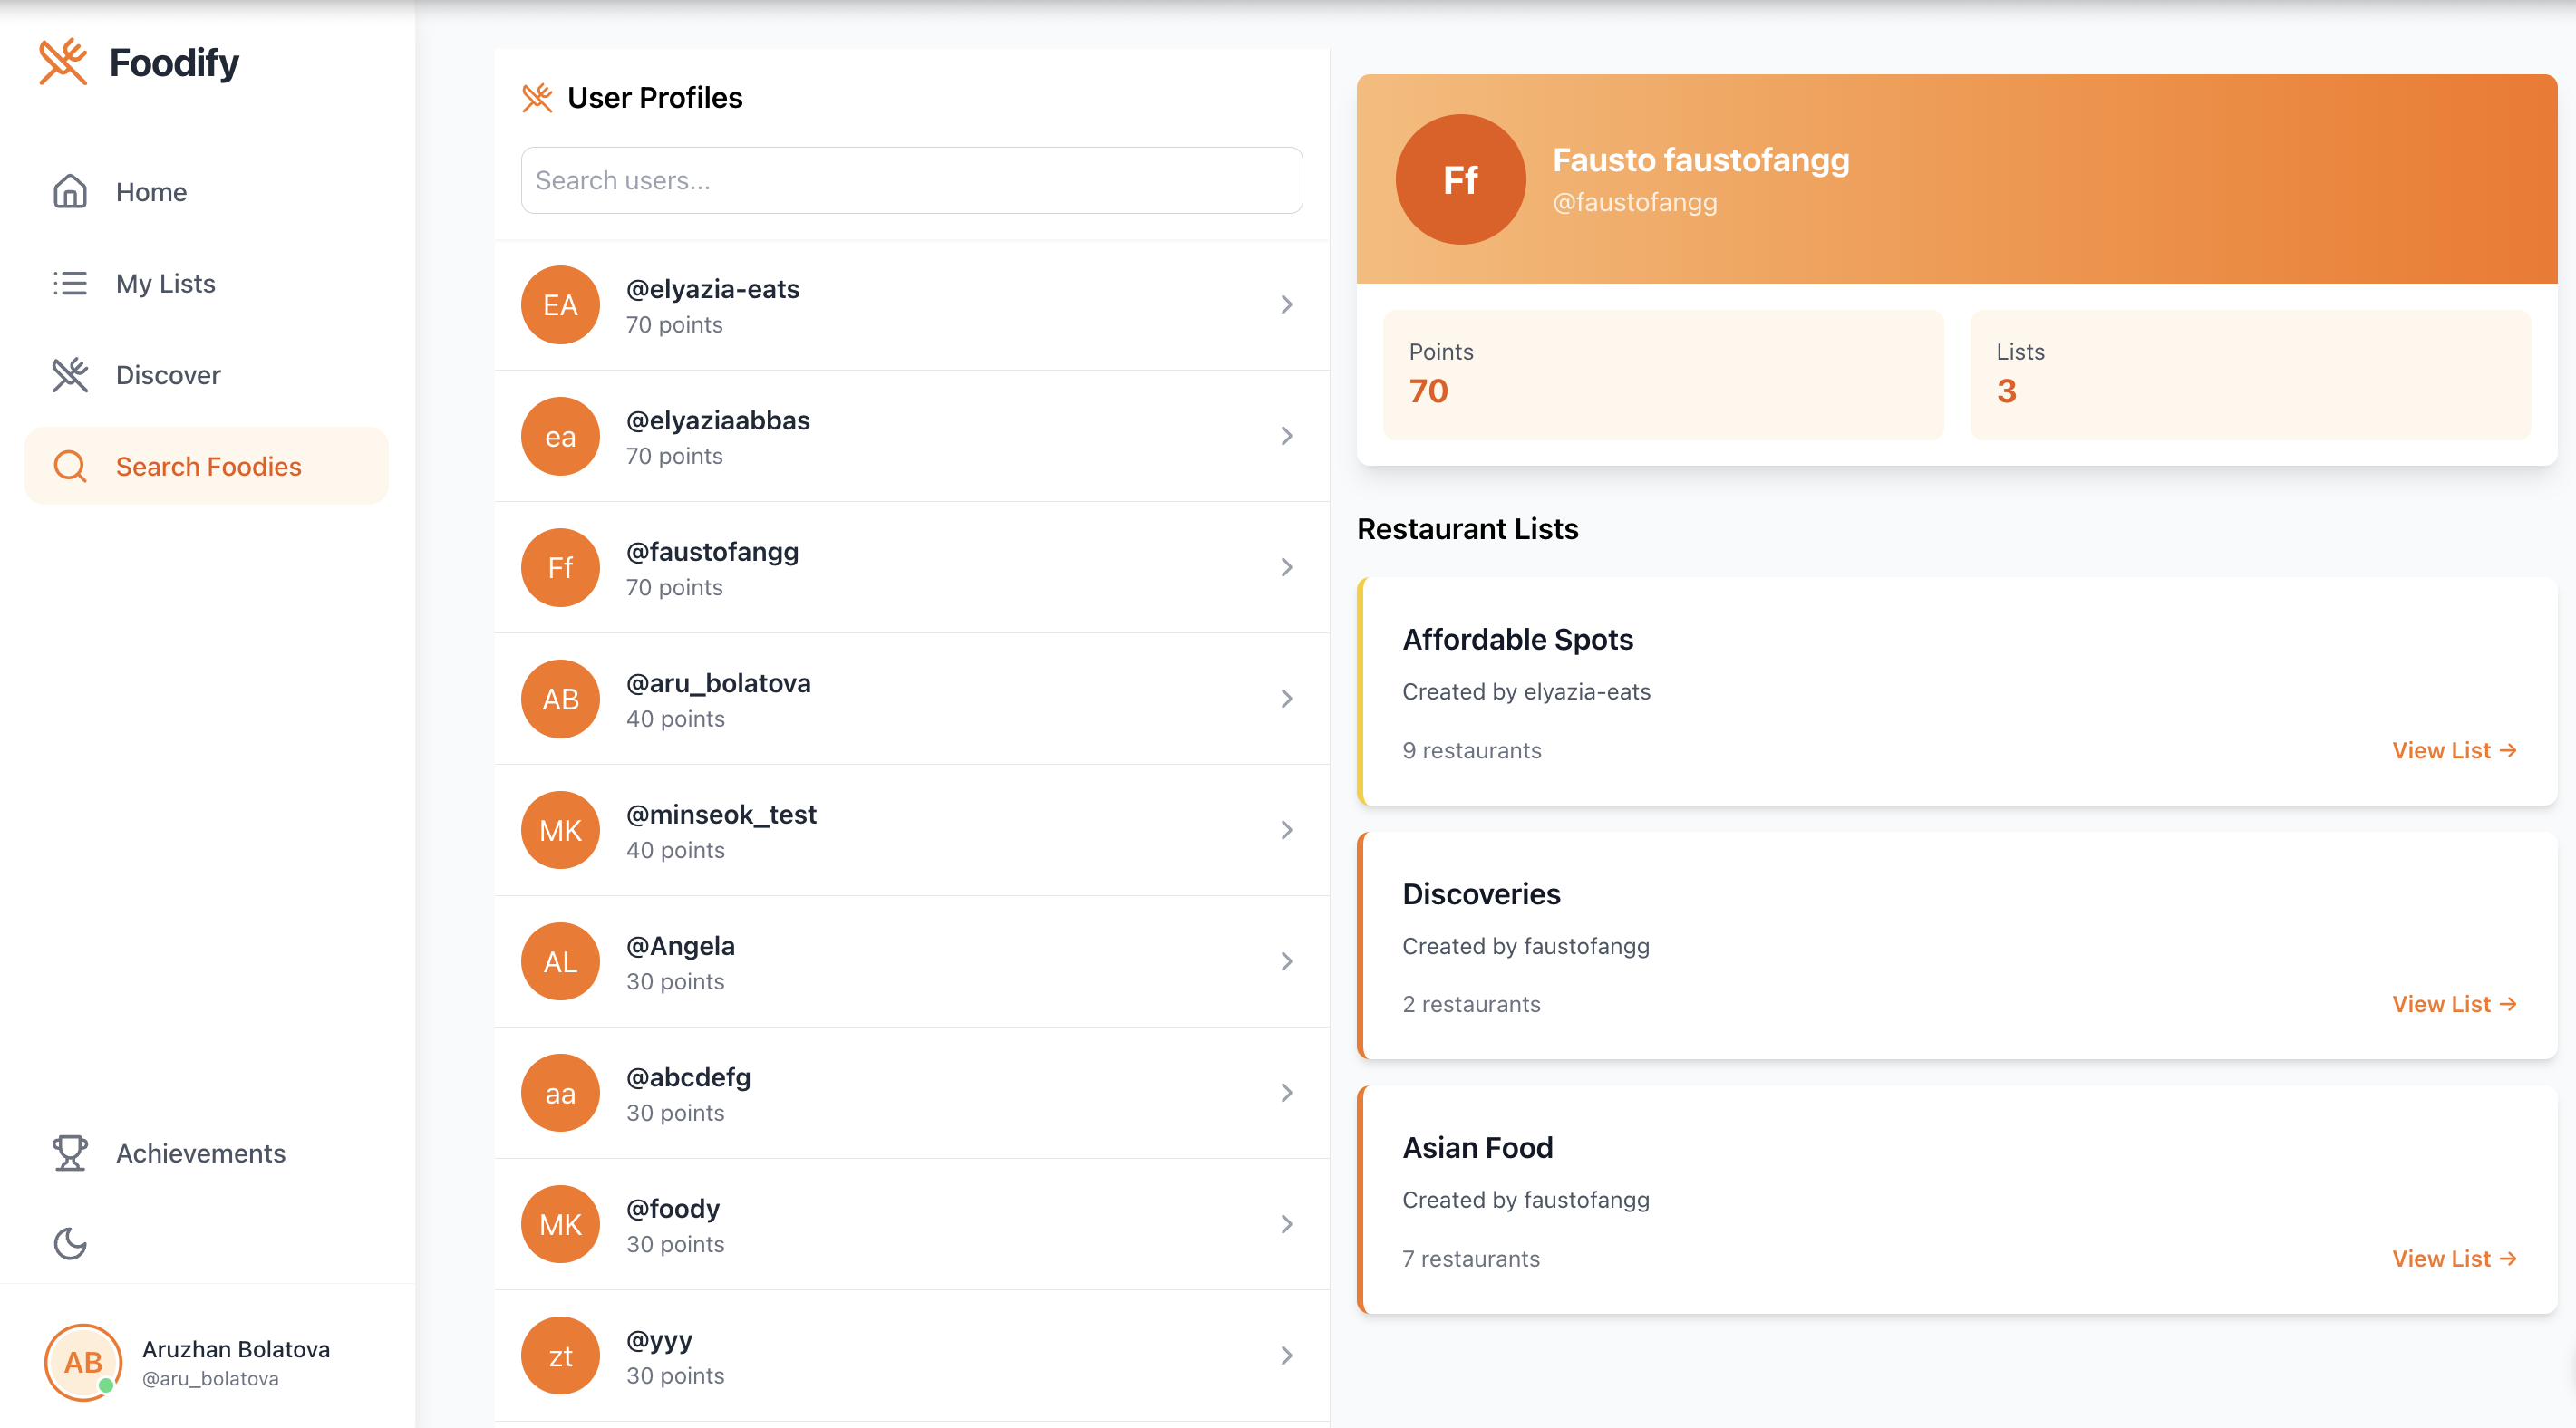 Foodify
Home
My Lists
Discover
Search Foodies
Achievements
AB
Aruzhan Bolatova
@aru_bolatova
User Profiles
Search users...
EA
@elyazia-eats
70 points
ea
@elyaziaabbas
70 points
Ff
@faustofangg
70 points
AB
@aru_bolatova
40 points
MK
@minseok_test
40 points
AL
@Angela
30 points
aa
@abcdefg
30 points
MK
@foody
30 points
zt
@yyy
30 points
Ff
Fausto faustofangg
@faustofangg
Points
70
Lists
3
Restaurant Lists
Affordable Spots
Created by elyazia-eats
9 restaurants
View List →
Discoveries
Created by faustofangg
2 restaurants
View List →
Asian Food
Created by faustofangg
7 restaurants
View List →